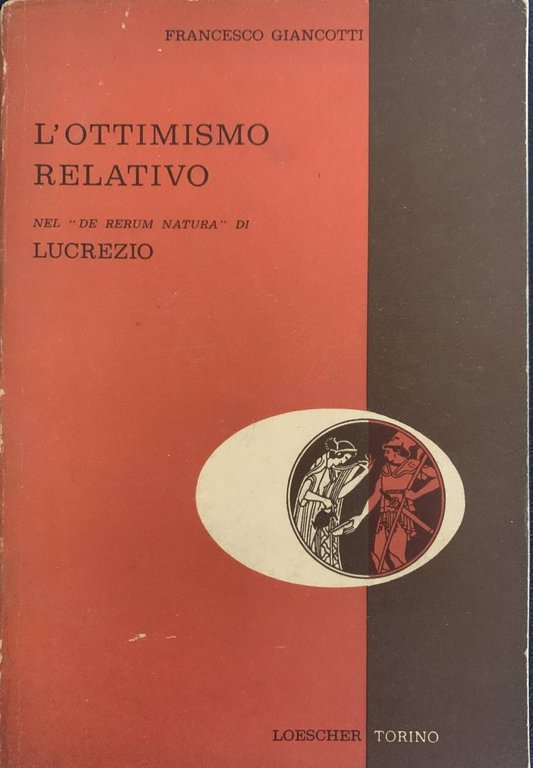 FRANCESCO GIANCOTTI
L'OTTIMISMO
RELATIVO
NEL "DE RERUM NATURA" DI
LUCREZIO
LOESCHER TORINO